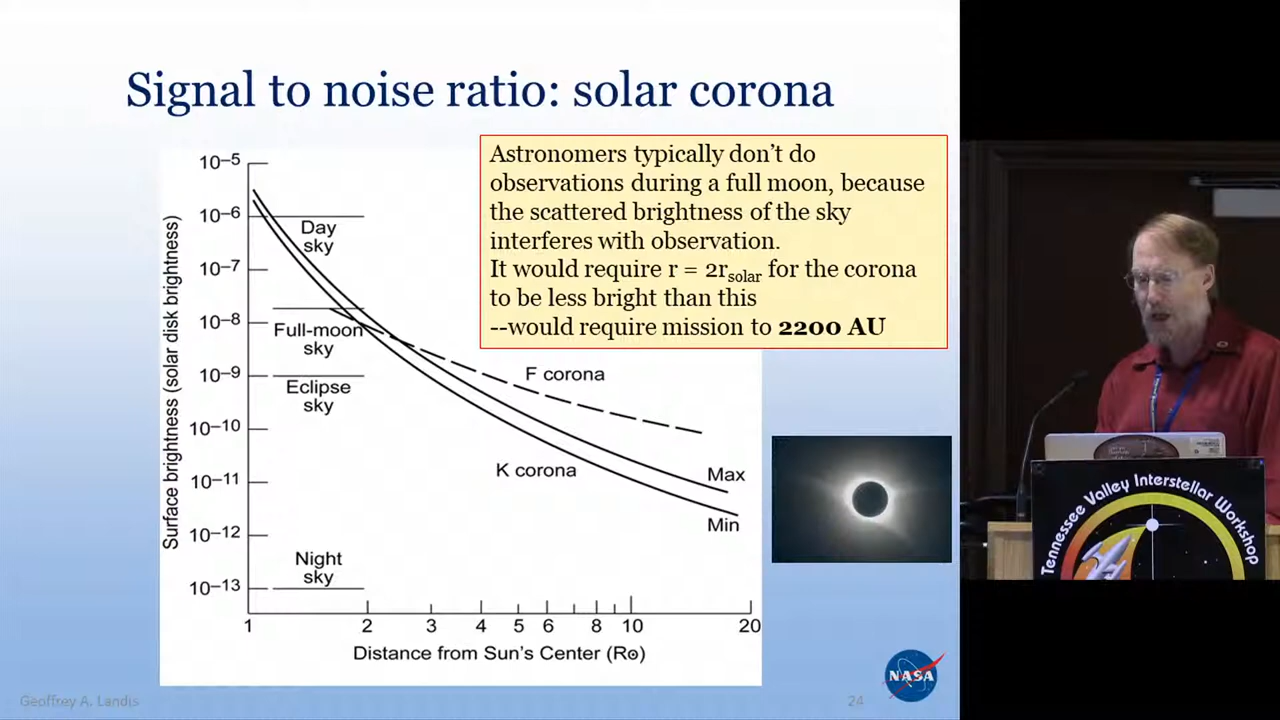 Signal to noise ratio: solar corona
Astronomers typically don't do
observations during a full moon, because
the scattered brightness of the sky
interferes with observation.
It would require r = 2rsolar for the corona
to be less bright than this
--would require mission to 2200 AU
Surface brightness (solar disk brightness)
10–5
10–6
10–7
10–8
10–9
10–10
10–11
10–12
10–13
Day
sky
Full-moon
sky
Eclipse
sky
Night
sky
F corona
K corona
Max
Min
1
2
3
4
5
6
8
10
20
Distance from Sun's Center (R⊙)
Geoffrey A. Landis
24
NASA
Tennessee Valley Interstellar Workshop